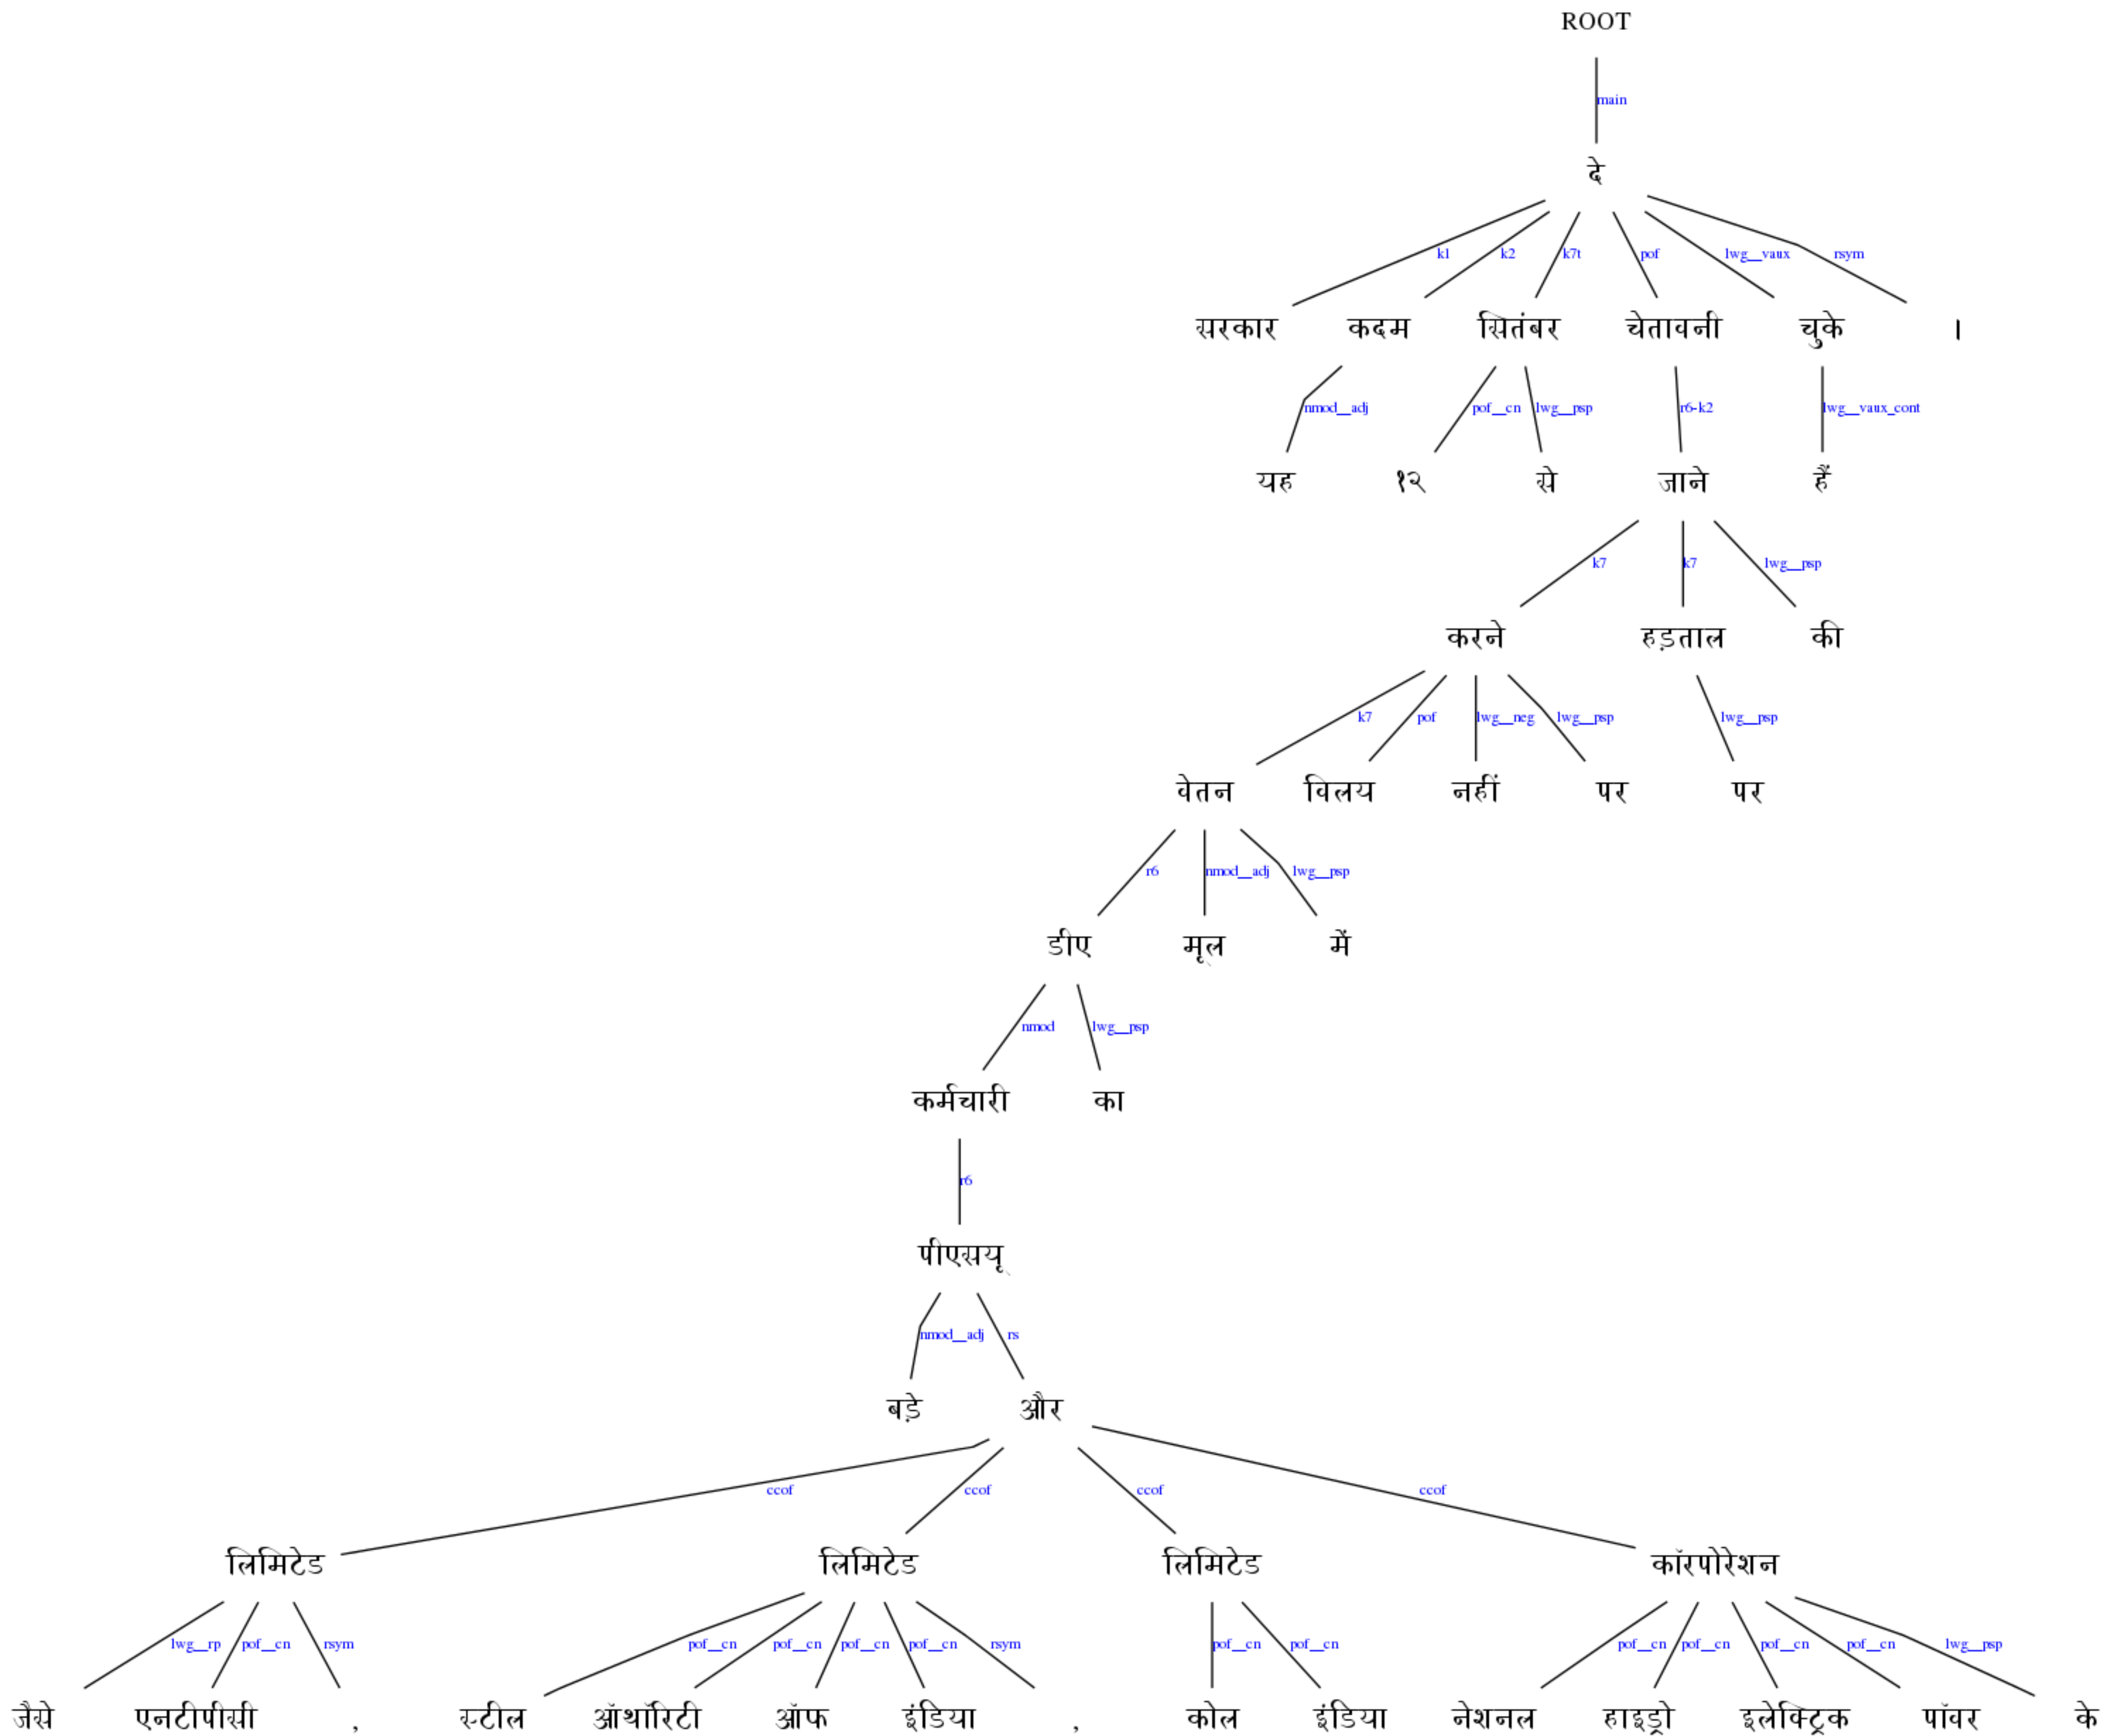 ROOT
main
दे
k1 k2 k7t pof lwg__vaux rsym
सरकार कदम सितंबर चेतावनी चुके ।
nmod__adj pof__cn lwg__psp r6-k2 lwg__vaux_cont
यह १२ से जाने हैं
k7 k7 lwg__psp
करने हड़ताल की
k7 pof lwg__neg lwg__psp lwg__psp
वेतन विलय नहीं पर पर
r6 nmod__adj lwg__psp
डीए मूल में
nmod lwg__psp
कर्मचारी का
r6
पीएसयू
nmod__adj rs
बड़े और
ccof ccof ccof ccof
लिमिटेड लिमिटेड लिमिटेड कॉरपोरेशन
lwg__rp pof__cn rsym pof__cn pof__cn pof__cn pof__cn rsym pof__cn pof__cn pof__cn pof__cn pof__cn pof__cn lwg__psp
जैसे एनटीपीसी , स्टील ऑथॉरिटी ऑफ इंडिया , कोल इंडिया नेशनल हाइड्रो इलेक्ट्रिक पॉवर के